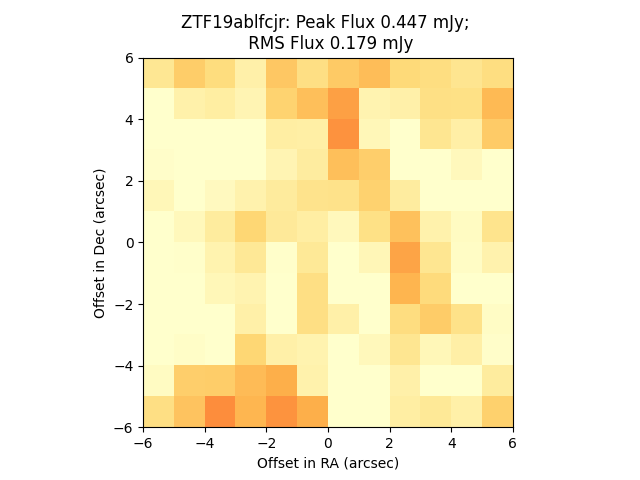 ZTF19ablfcjr: Peak Flux 0.447 mJy;
RMS Flux 0.179 mJy
6
4
2
0
−2
−4
−6
Offset in Dec (arcsec)
−6 −4 −2 0 2 4 6
Offset in RA (arcsec)